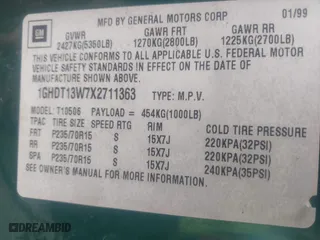 GM
MFD BY GENERAL MOTORS CORP 01/99
GVWR GAWR FRT GAWR RR
2427KG(5350LB) 1270KG(2800LB) 1225KG(2700LB)
THIS VEHICLE CONFORMS TO ALL APPLICABLE U.S. FEDERAL MOTOR
VEHICLE SAFETY STANDARDS IN EFFECT ON THE DATE OF
MANUFACTURE SHOWN ABOVE.
1GHDT13W7X2711363 TYPE: M.P.V.
MODEL: T10506 PAYLOAD = 454KG(1000LB)
TPAC TIRE SIZE SPEED RTG RIM COLD TIRE PRESSURE
FRT P235/70R15 S 15X7J 220KPA(32PSI)
RR P235/70R15 S 15X7J 220KPA(32PSI)
SPA P235/70R15 S 15X7J 240KPA(35PSI)
SEE OWNER'S MANUAL FOR MORE INFORMATION